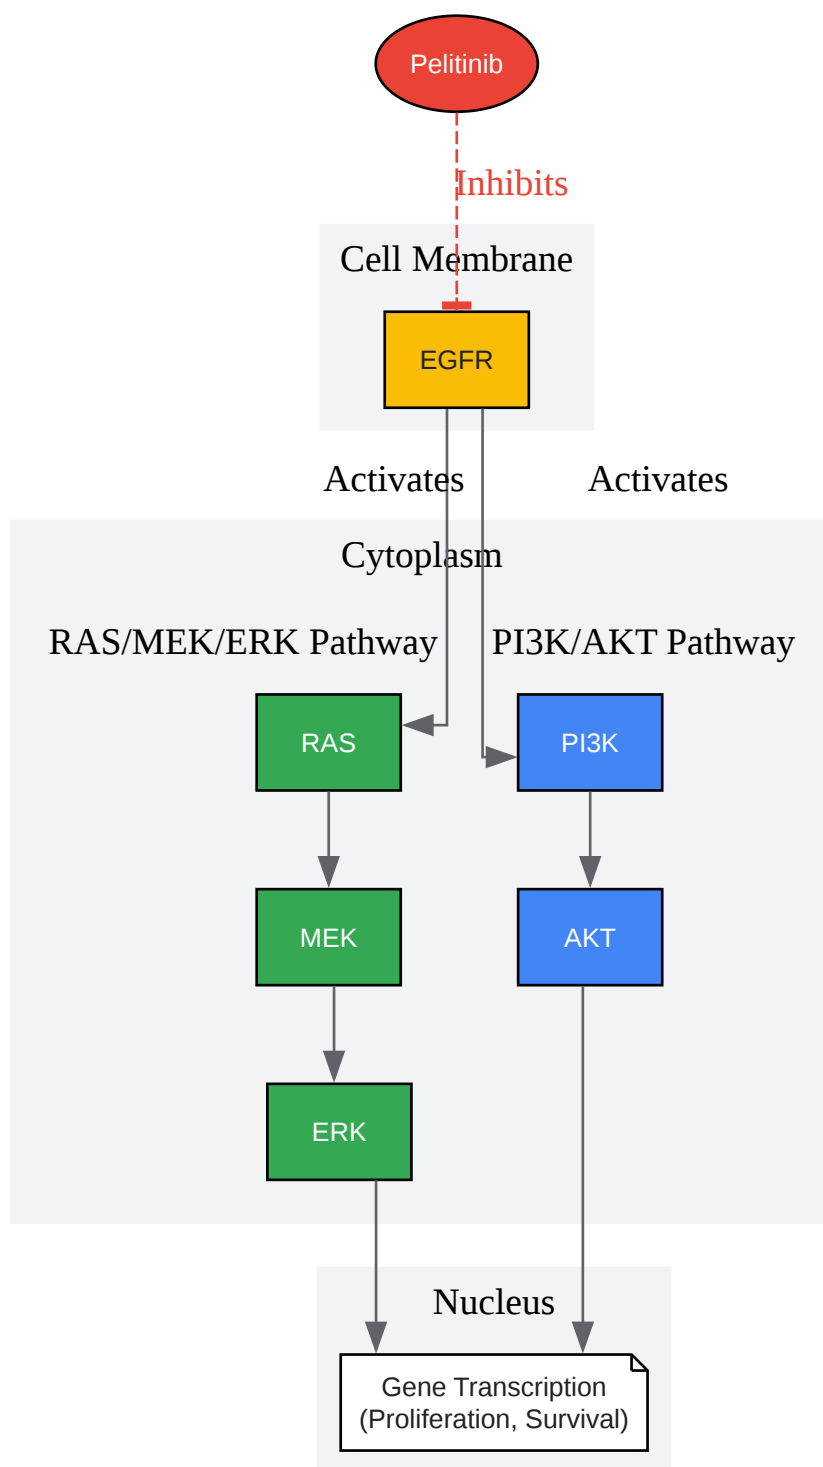 Pelitinib
Inhibits
Cell Membrane
EGFR
Activates
Activates
Cytoplasm
RAS/MEK/ERK Pathway
PI3K/AKT Pathway
RAS
PI3K
MEK
AKT
ERK
Nucleus
Gene Transcription
(Proliferation, Survival)